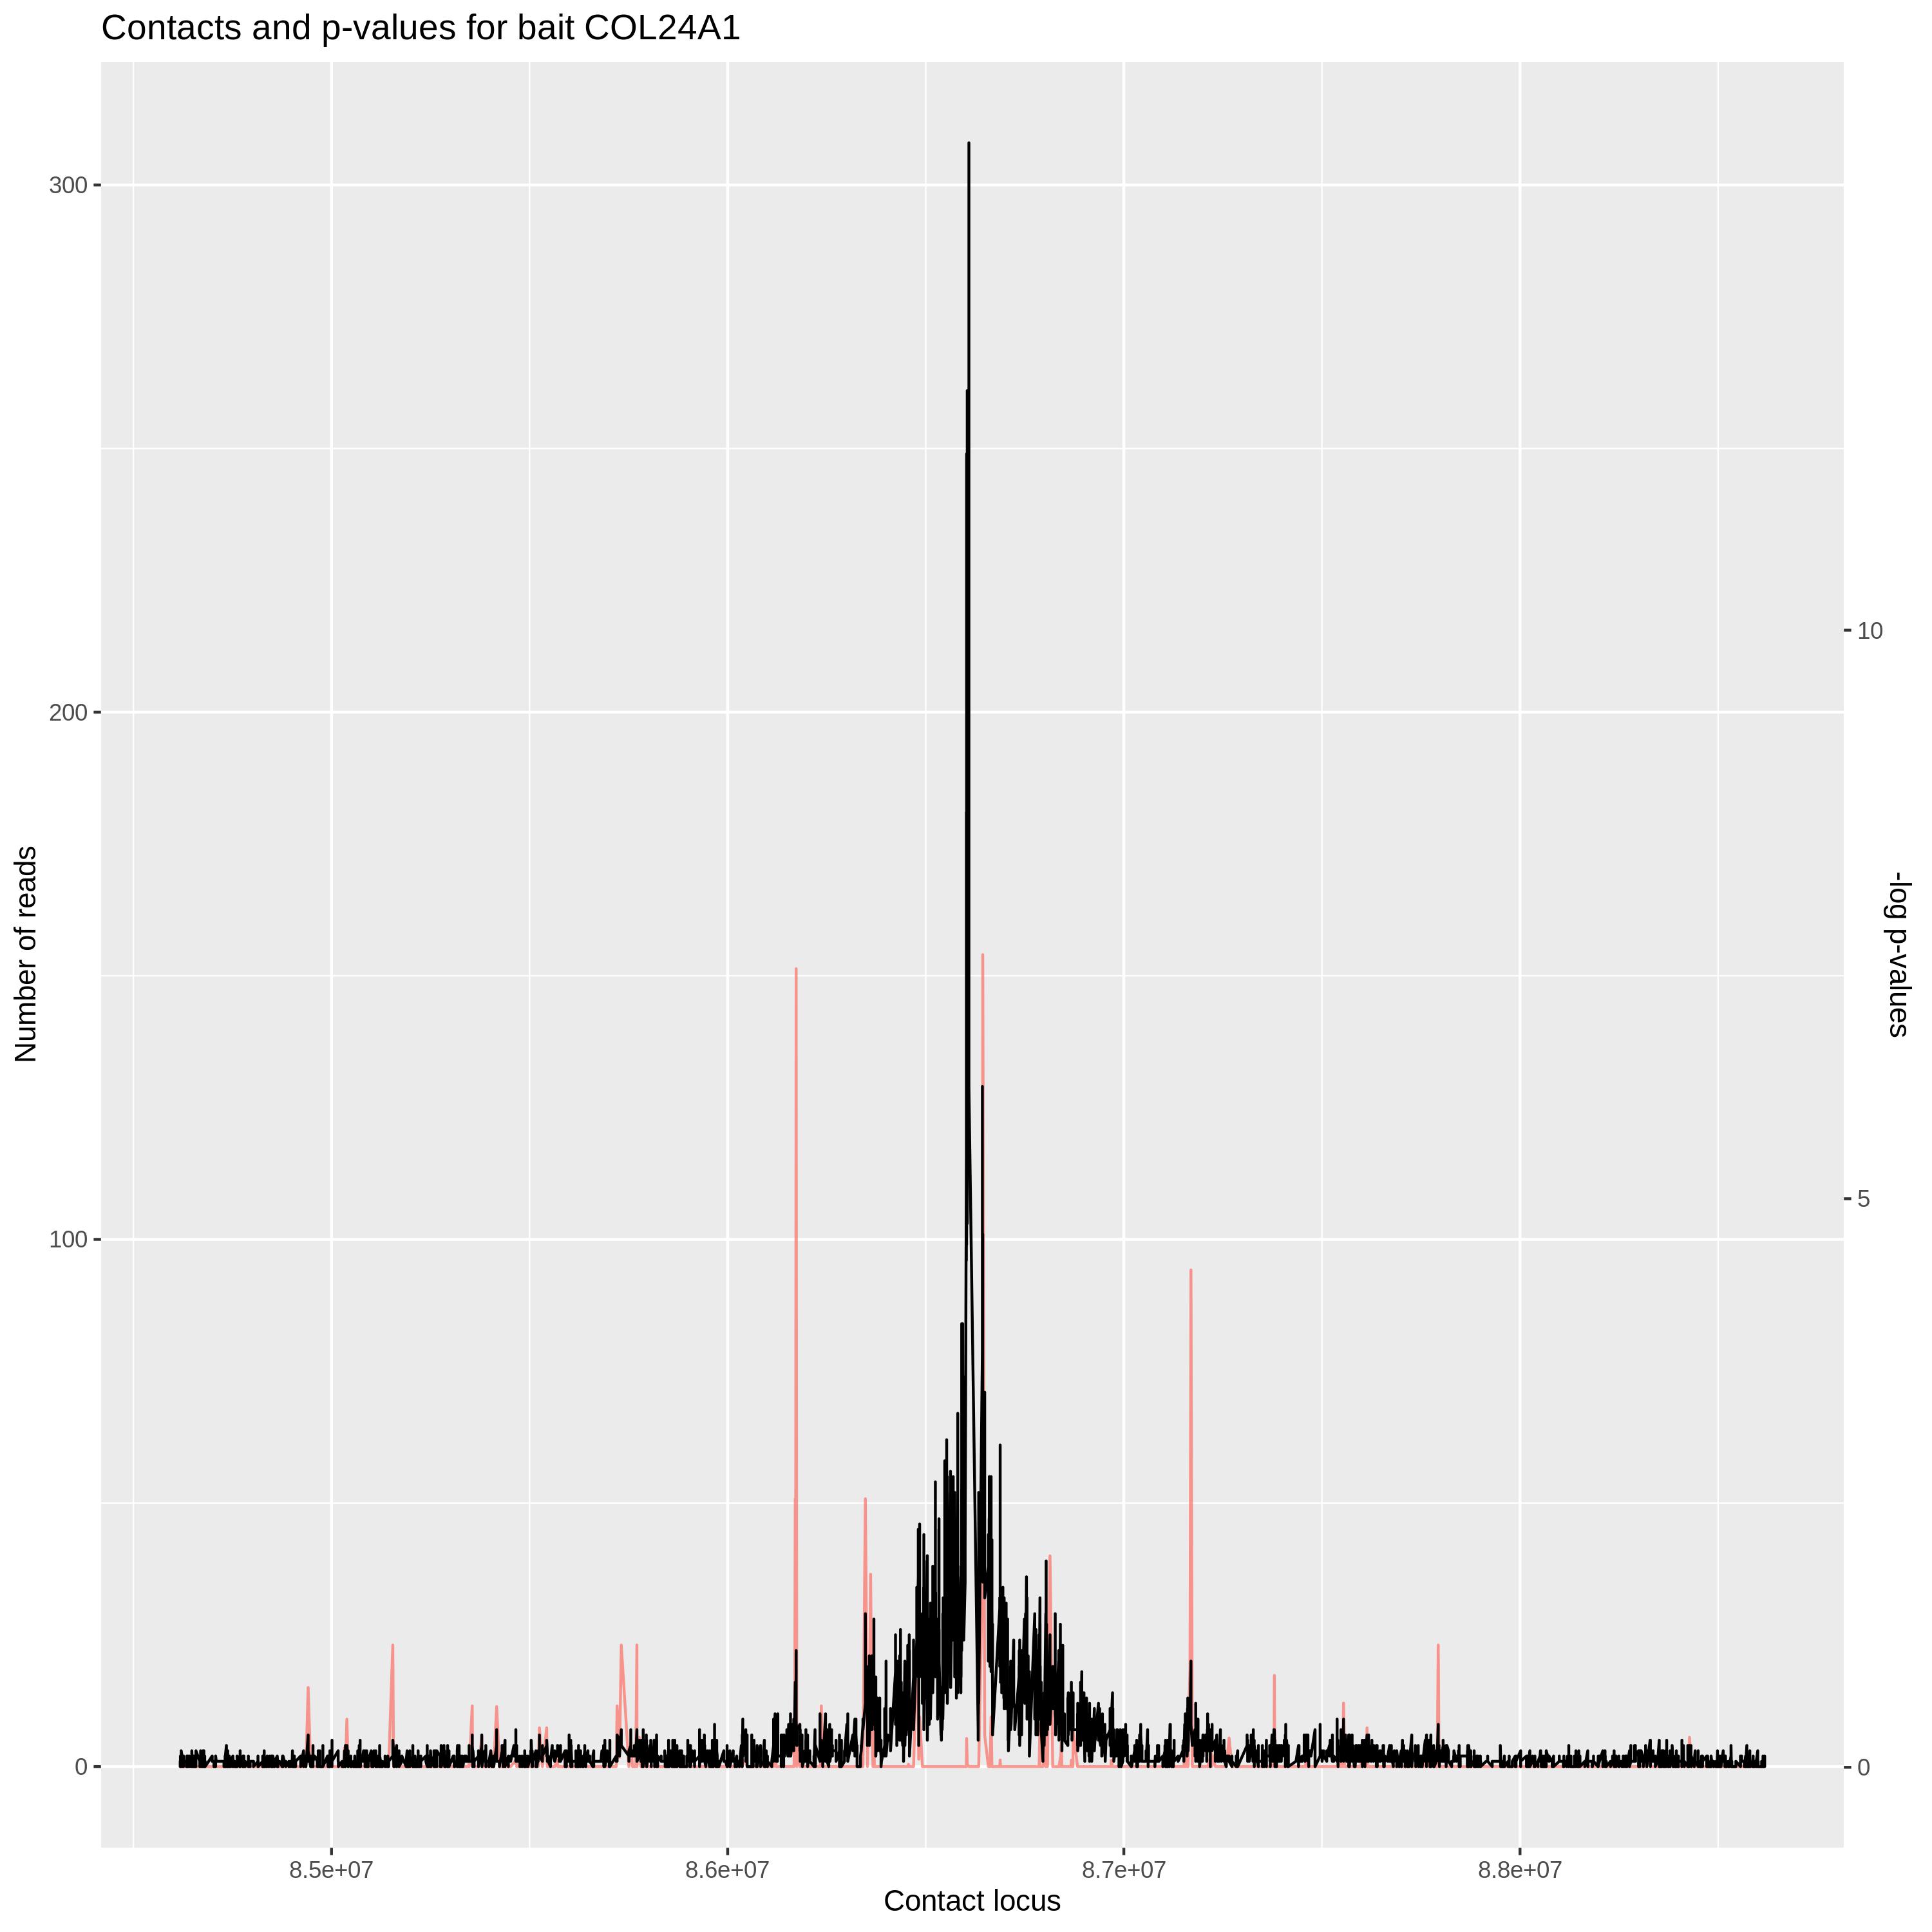 Contacts and p-values for bait COL24A1
300
200
100
0
Number of reads
10
5
0
-log p-values
8.5e+07
8.6e+07
8.7e+07
8.8e+07
Contact locus